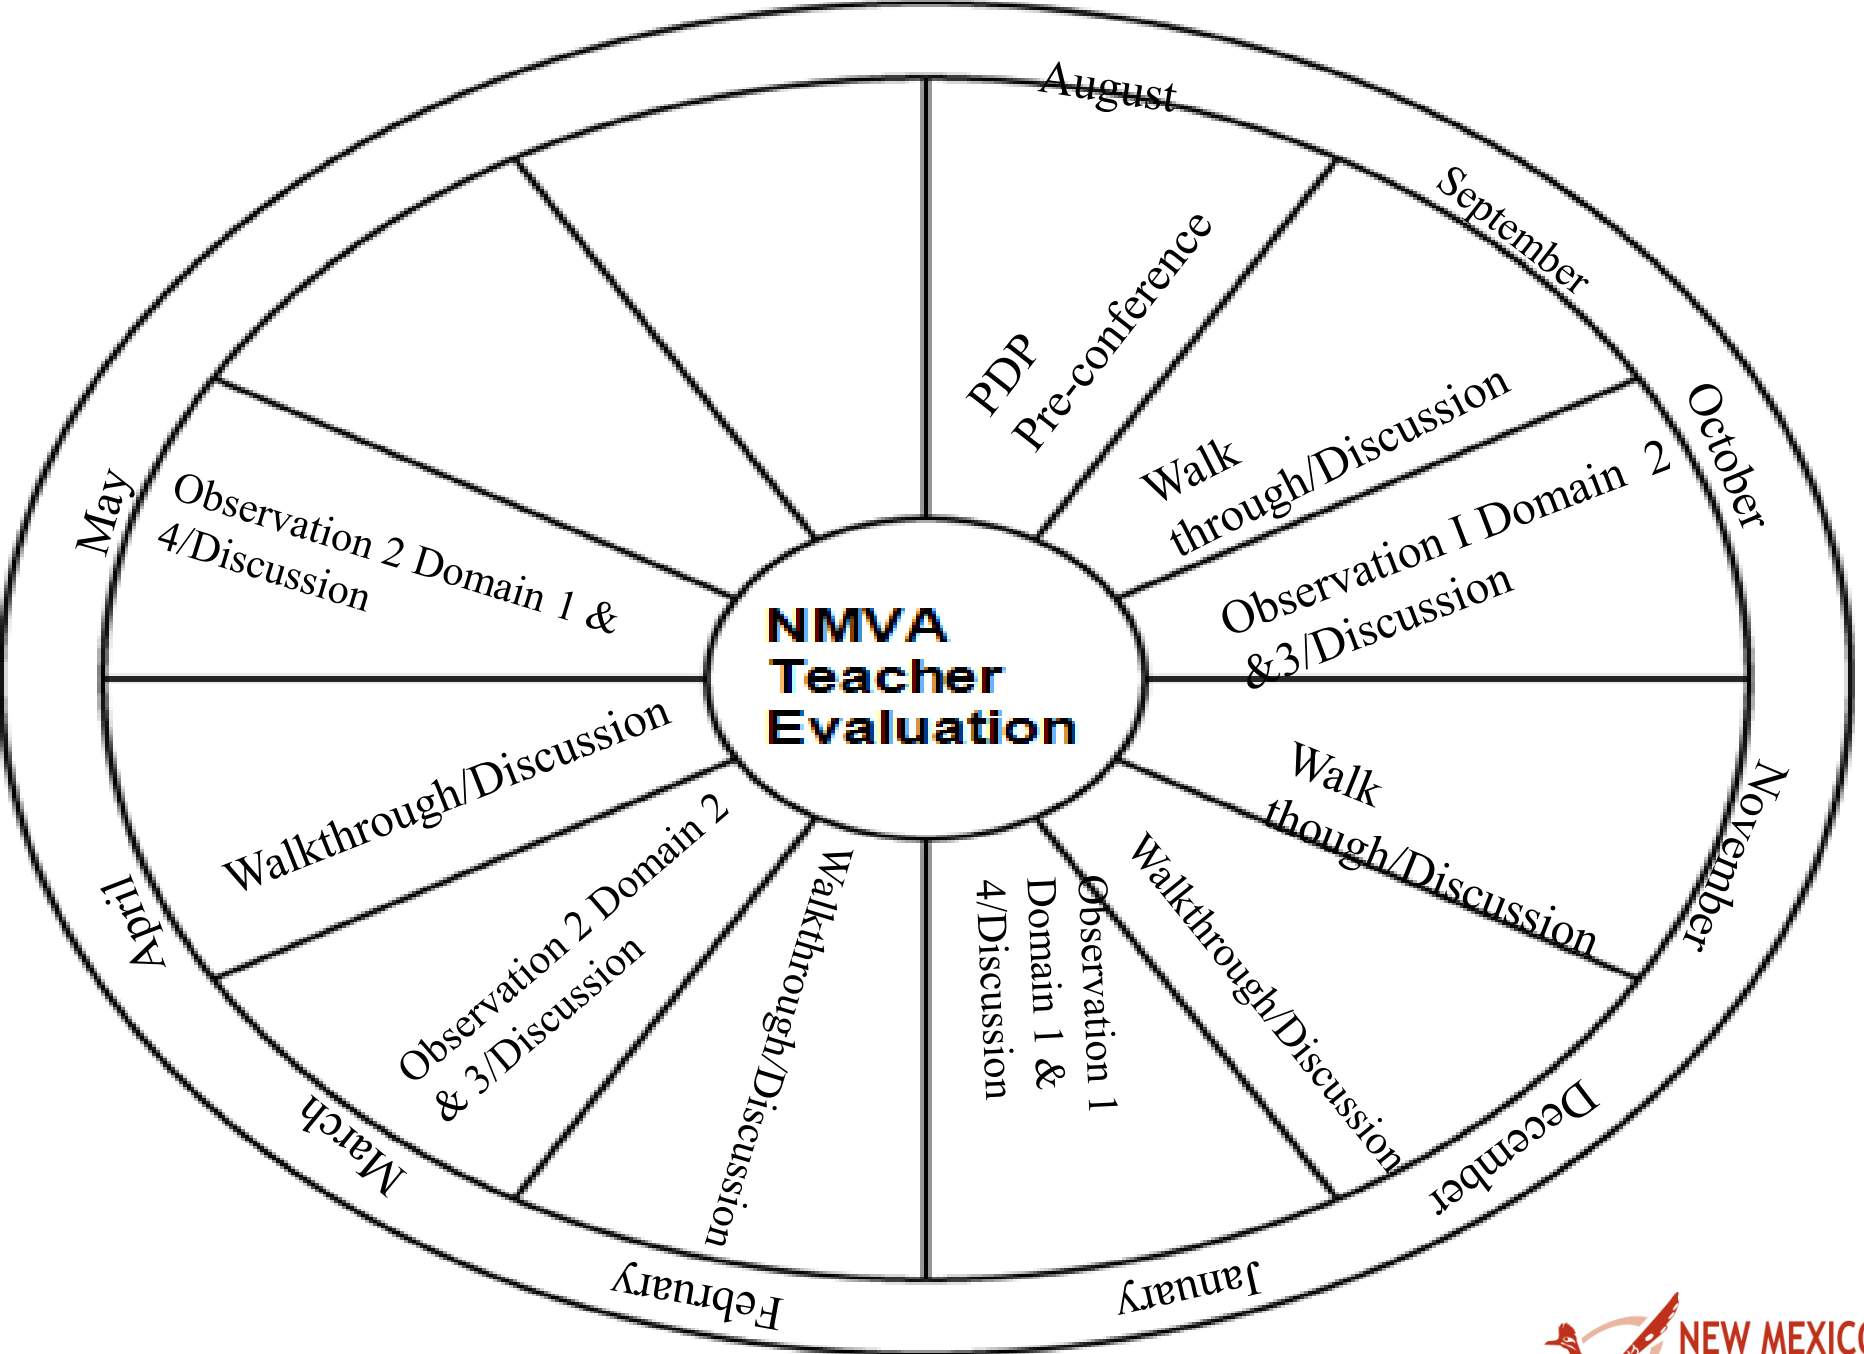 August
PDP
Pre-conference
September
Walk
through/Discussion
October
Observation I Domain 2
&3/Discussion
November
Walk
though/Discussion
December
Walkthrough/Discussion
January
Observation 1
Domain 1 &
4/Discussion
February
Walkthrough/Discussion
March
Observation 2 Domain 2
& 3/Discussion
April
Walkthrough/Discussion
May
Observation 2 Domain 1 &
4/Discussion
NMVA
Teacher
Evaluation
NEW MEXICO